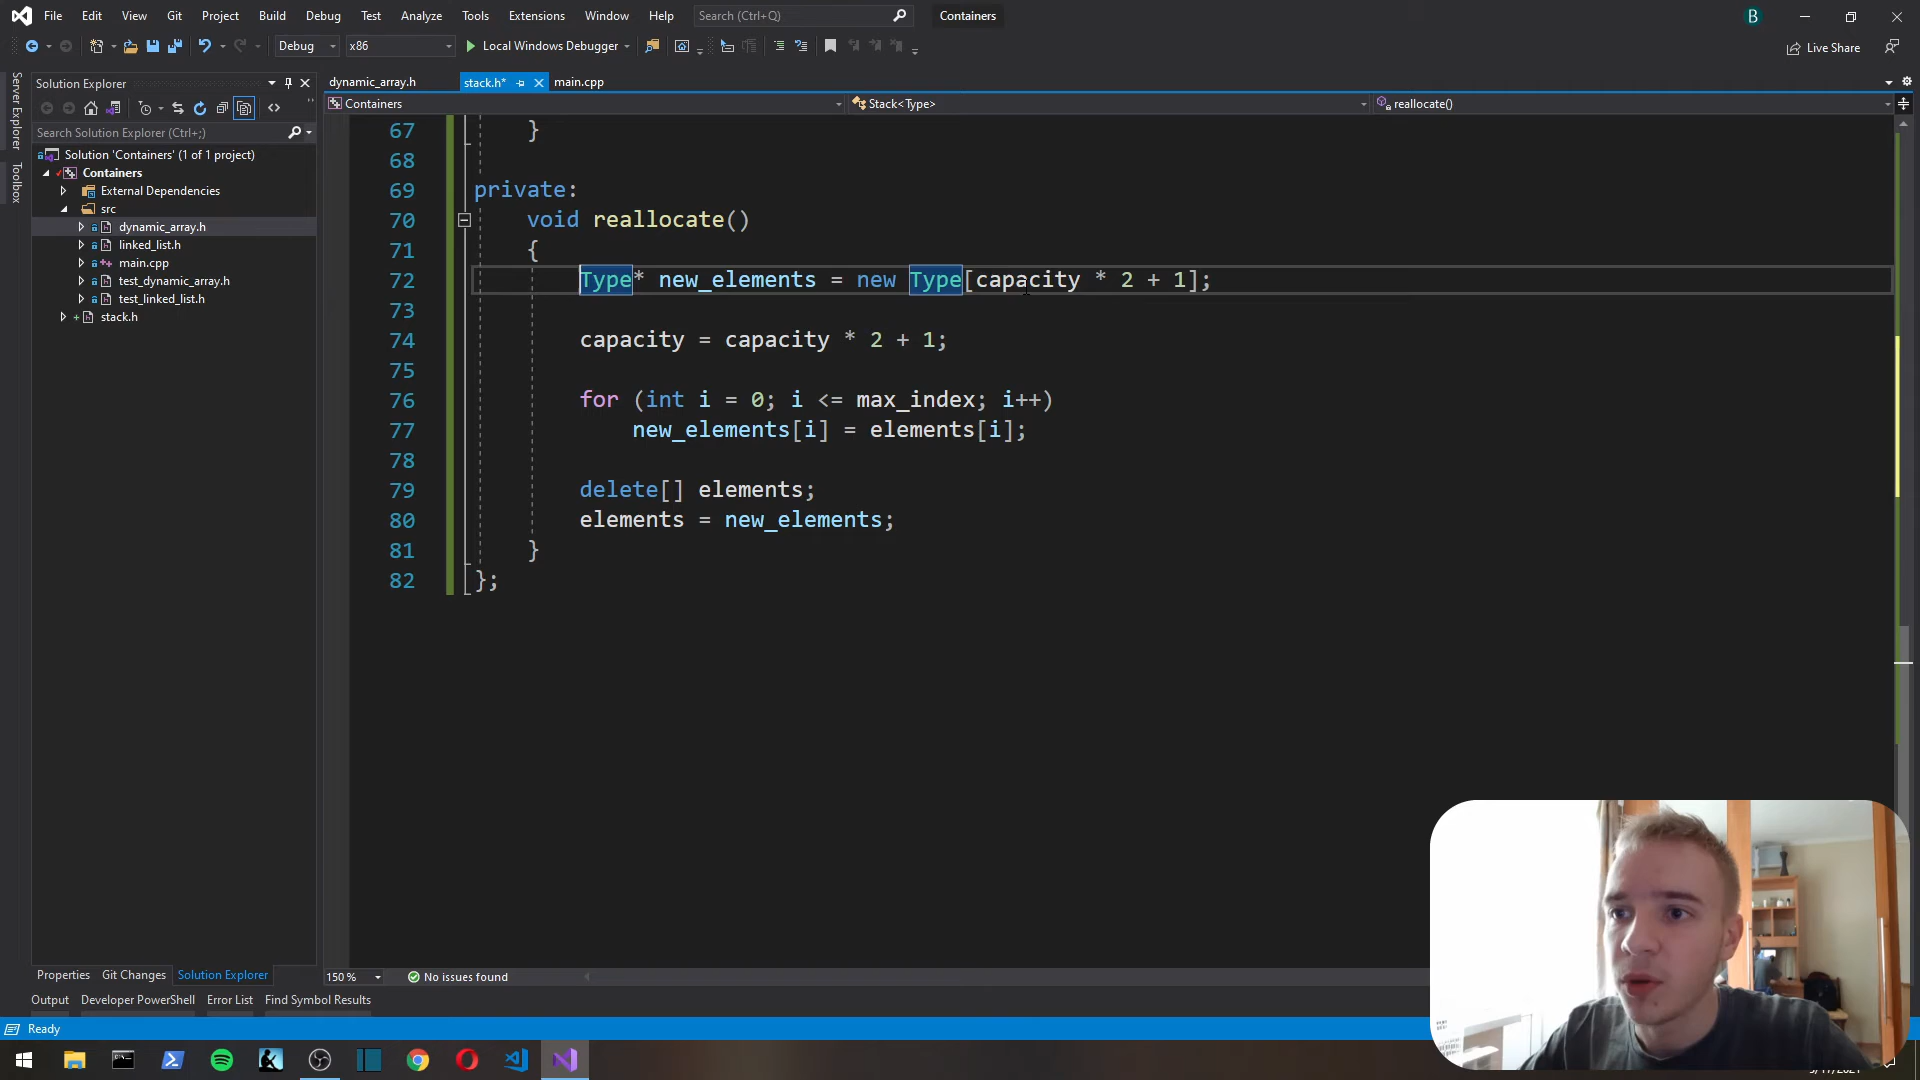 File Edit View Git Project Build Debug Test Analyze Tools Extensions Window Help Search (Ctrl+Q) Containers B
Debug x86 Local Windows Debugger Live Share
Server Explorer
Toolbox
Solution Explorer
Search Solution Explorer (Ctrl+;)
Solution 'Containers' (1 of 1 project)
Containers
External Dependencies
src
dynamic_array.h
linked_list.h
main.cpp
test_dynamic_array.h
test_linked_list.h
stack.h
Properties Git Changes Solution Explorer
dynamic_array.h stack.h* main.cpp
Containers Stack<Type> reallocate()
67 }
68
69 private:
70 void reallocate()
71 {
72 Type* new_elements = new Type[capacity * 2 + 1];
73
74 capacity = capacity * 2 + 1;
75
76 for (int i = 0; i <= max_index; i++)
77 new_elements[i] = elements[i];
78
79 delete[] elements;
80 elements = new_elements;
81 }
82 };
150 % No issues found
Output Developer PowerShell Error List Find Symbol Results
Ready